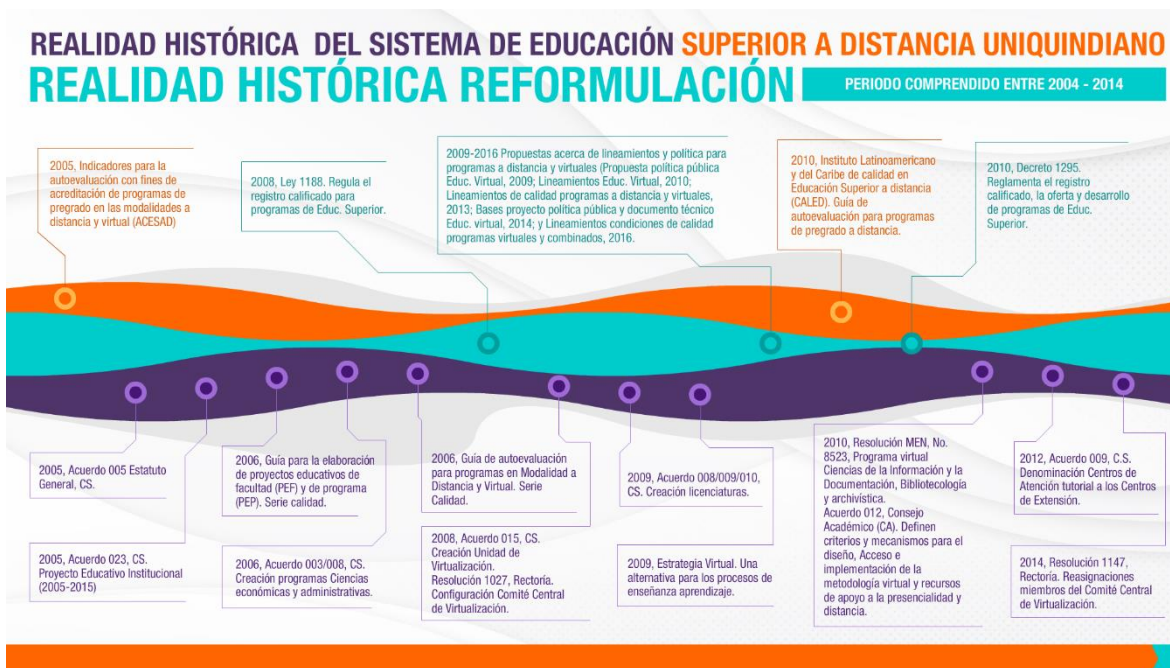 REALIDAD HISTÓRICA DEL SISTEMA DE EDUCACIÓN SUPERIOR A DISTANCIA UNIQUINDIANO
REALIDAD HISTÓRICA REFORMULACIÓN
PERIODO COMPRENDIDO ENTRE 2004 - 2014
2005, Indicadores para la
autoevaluación con fines de
acreditación de programas de
pregrado en las modalidades a
distancia y virtual (ACESAD)
2008, Ley 1188. Regula el
registro calificado para
programas de Educ. Superior.
2009-2016 Propuestas acerca de lineamientos y política para
programas a distancia y virtuales (Propuesta política pública
Educ. Virtual, 2009; Lineamientos Educ. Virtual, 2010;
Lineamientos de calidad programas a distancia y virtuales,
2013; Bases proyecto política pública y documento técnico
Educ. virtual, 2014; y Lineamientos condiciones de calidad
programas virtuales y combinados, 2016.
2010, Instituto Latinoamericano
y del Caribe de calidad en
Educación Superior a distancia
(CALED). Guía de
autoevaluación para programas
de pregrado a distancia.
2010, Decreto 1295.
Reglamenta el registro
calificado, la oferta y desarrollo
de programas de Educ.
Superior.
2005, Acuerdo 005 Estatuto
General, CS.
2005, Acuerdo 023, CS.
Proyecto Educativo Institucional
(2005-2015)
2006, Guía para la elaboración
de proyectos educativos de
facultad (PEF) y de programa
(PEP). Serie calidad.
2006, Acuerdo 003/008, CS.
Creación programas Ciencias
económicas y administrativas.
2006, Guía de autoevaluación
para programas en Modalidad a
Distancia y Virtual. Serie
Calidad.
2008, Acuerdo 015, CS.
Creación Unidad de
Virtualización.
Resolución 1027, Rectoría.
Configuración Comité Central
de Virtualización.
2009, Acuerdo 008/009/010,
CS. Creación licenciaturas.
2009, Estrategia Virtual. Una
alternativa para los procesos de
enseñanza aprendizaje.
2010, Resolución MEN, No.
8523, Programa virtual
Ciencias de la Información y la
Documentación, Bibliotecología
y archivística.
Acuerdo 012, Consejo
Académico (CA). Definen
criterios y mecanismos para el
diseño, Acceso e
implementación de la
metodología virtual y recursos
de apoyo a la presencialidad y
distancia.
2012, Acuerdo 009, C.S.
Denominación Centros de
Atención tutorial a los Centros
de Extensión.
2014, Resolución 1147,
Rectoría. Reasignaciones
miembros del Comité Central
de Virtualización.